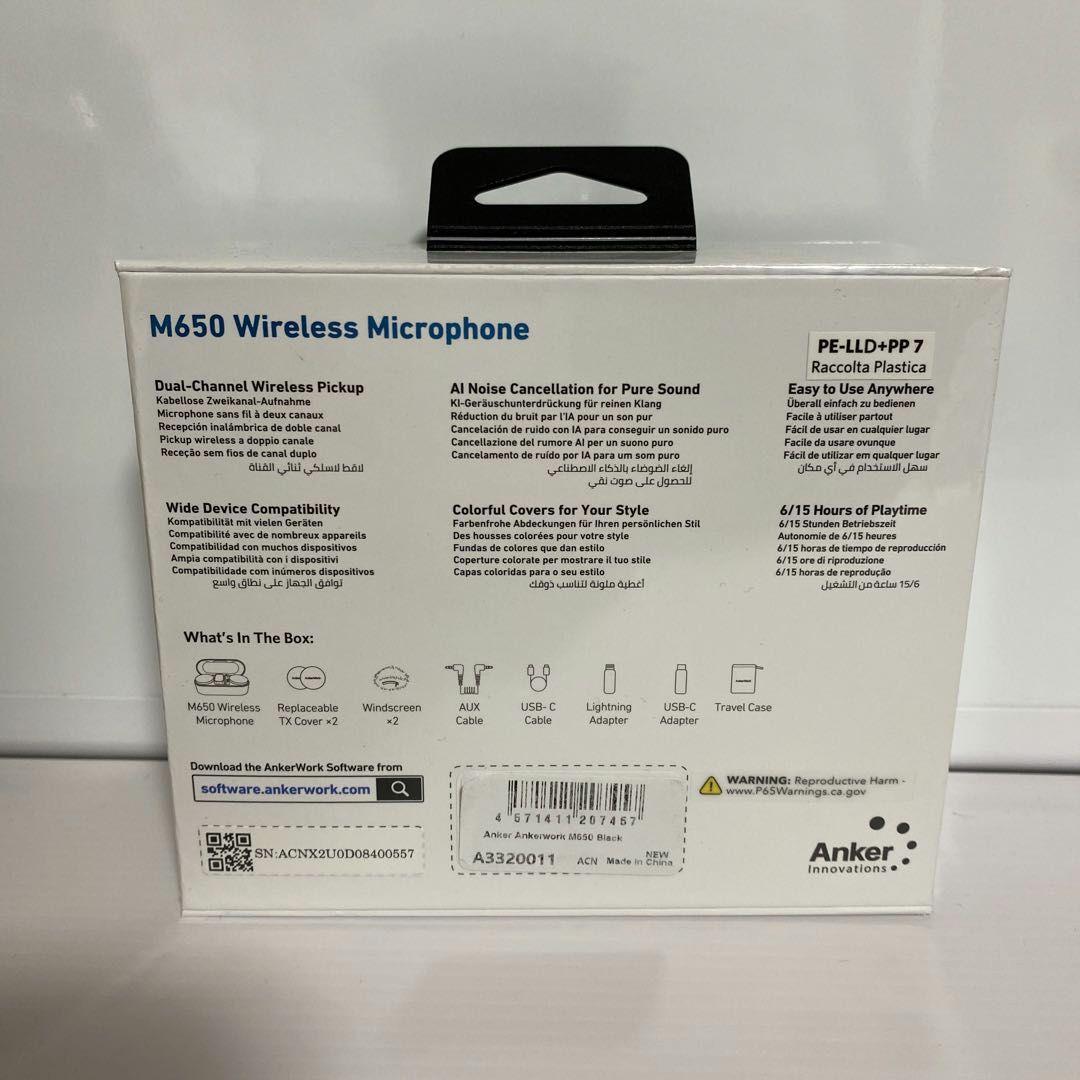 M650 Wireless Microphone
PE-LLD+PP 7
Raccolta Plastica
Dual-Channel Wireless Pickup
Kabellose Zweikanal-Aufnahme
Microphone sans fil à deux canaux
Recepción inalámbrica de doble canal
Pickup wireless a doppio canale
Receção sem fios de canal duplo
لاقط لاسلكي ثنائي القناة
AI Noise Cancellation for Pure Sound
KI-Geräuschunterdrückung für reinen Klang
Réduction du bruit par l'IA pour un son pur
Cancelación de ruido con IA para conseguir un sonido puro
Cancellazione del rumore AI per un suono puro
Cancelamento de ruído por IA para um som puro
إلغاء الضوضاء بالذكاء الاصطناعي
للحصول على صوت نقي
Easy to Use Anywhere
Überall einfach zu bedienen
Facile à utiliser partout
Fácil de usar en cualquier lugar
Facile da usare ovunque
Fácil de utilizar em qualquer lugar
سهل الاستخدام في أي مكان
Wide Device Compatibility
Kompatibilität mit vielen Geräten
Compatibilité avec de nombreux appareils
Compatibilidad con muchos dispositivos
Ampia compatibilità con i dispositivi
Compatibilidade com inúmeros dispositivos
توافق الجهاز على نطاق واسع
Colorful Covers for Your Style
Farbenfrohe Abdeckungen für Ihren persönlichen Stil
Des housses colorées pour votre style
Fundas de colores que dan estilo
Coperture colorate per mostrare il tuo stile
Capas coloridas para o seu estilo
أغطية ملونة لتناسب ذوقك
6/15 Hours of Playtime
6/15 Stunden Betriebszeit
Autonomie de 6/15 heures
6/15 horas de tiempo de reproducción
6/15 ore di riproduzione
6/15 horas de reprodução
15/6 ساعة من التشغيل
What's In The Box:
M650 Wireless
Microphone
Replaceable
TX Cover ×2
Windscreen
×2
AUX
Cable
USB- C
Cable
Lightning
Adapter
USB-C
Adapter
Travel Case
Download the AnkerWork Software from
software.ankerwork.com
SN:ACNX2U0D08400557
4 571411 207457
Anker Ankerwork M650 Black
A3320011 ACN NEW
Made in China
WARNING: Reproductive Harm -
www.P65Warnings.ca.gov
Anker
Innovations